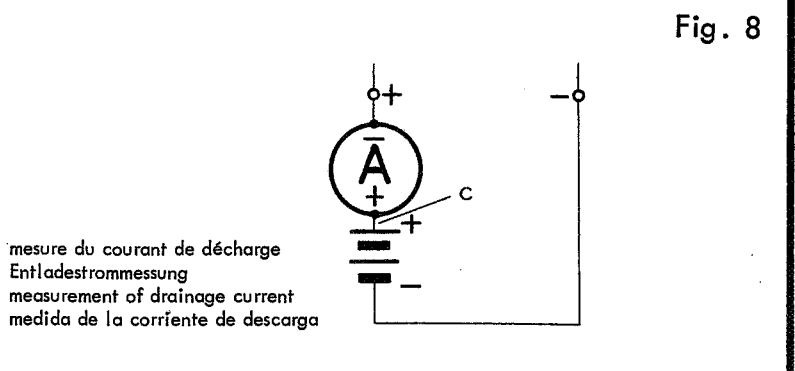 Fig. 8
+
−
−
A
+
C
+
−
mesure du courant de décharge
Entladestrommessung
measurement of drainage current
medida de la corriente de descarga